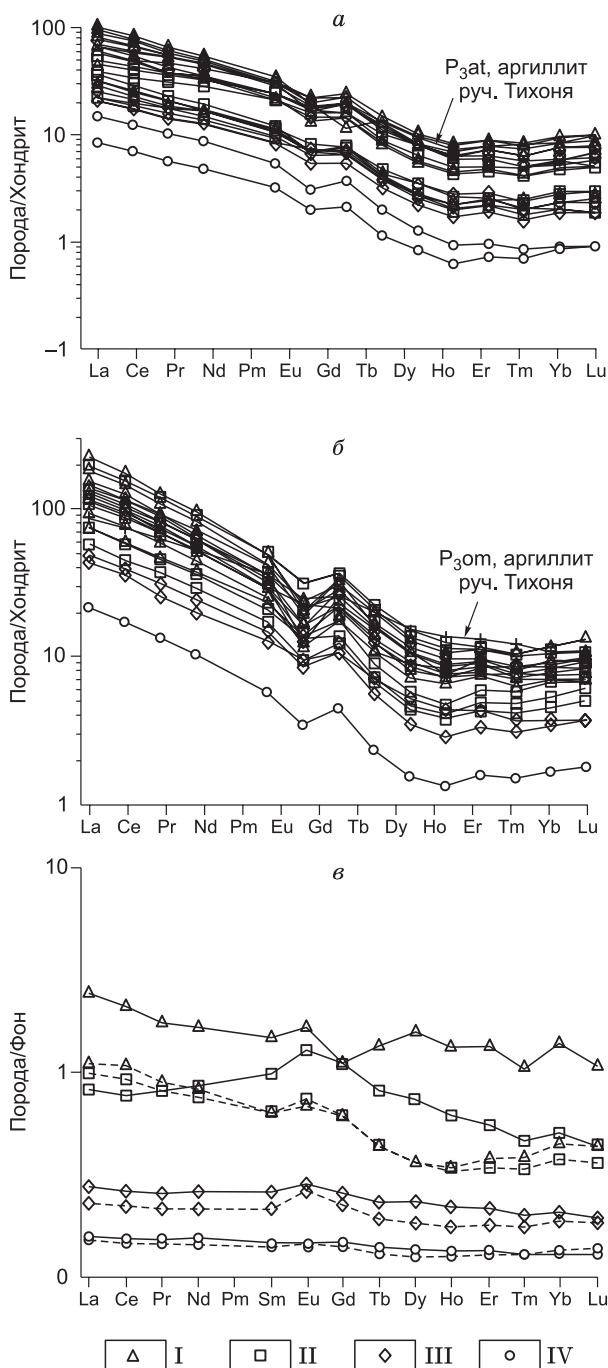 а
100
10
1
–1
Порода/Хондрит
P₃at, аргиллит
руч. Тихоня
La Ce Pr Nd Pm Eu Gd Tb Dy Ho Er Tm Yb Lu
б
100
10
1
Порода/Хондрит
P₃om, аргиллит
руч. Тихоня
La Ce Pr Nd Pm Eu Gd Tb Dy Ho Er Tm Yb Lu
в
10
1
0
Порода/Фон
La Ce Pr Nd Pm Sm Eu Gd Tb Dy Ho Er Tm Yb Lu
I II III IV